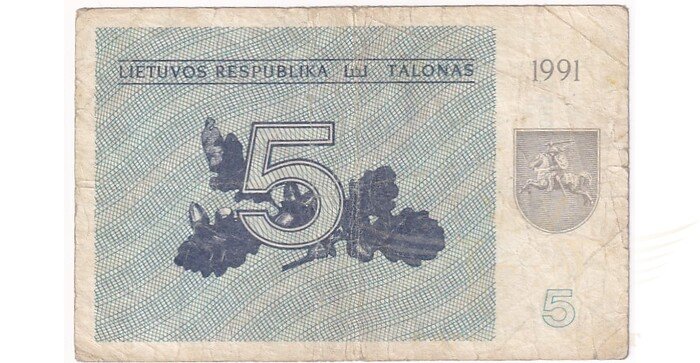 LIETUVOS RESPUBLIKA TALONAS
1991
5
5